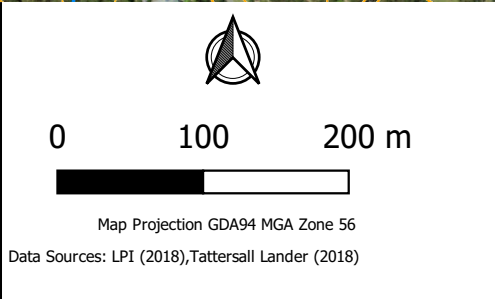 0 100 200 m
Map Projection GDA94 MGA Zone 56
Data Sources: LPI (2018),Tattersall Lander (2018)